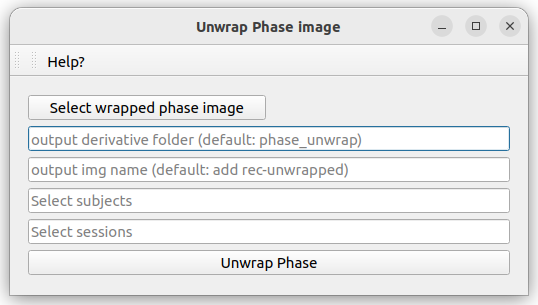 Unwrap Phase image
Help?
Select wrapped phase image
output derivative folder (default: phase_unwrap)
output img name (default: add rec-unwrapped)
Select subjects
Select sessions
Unwrap Phase